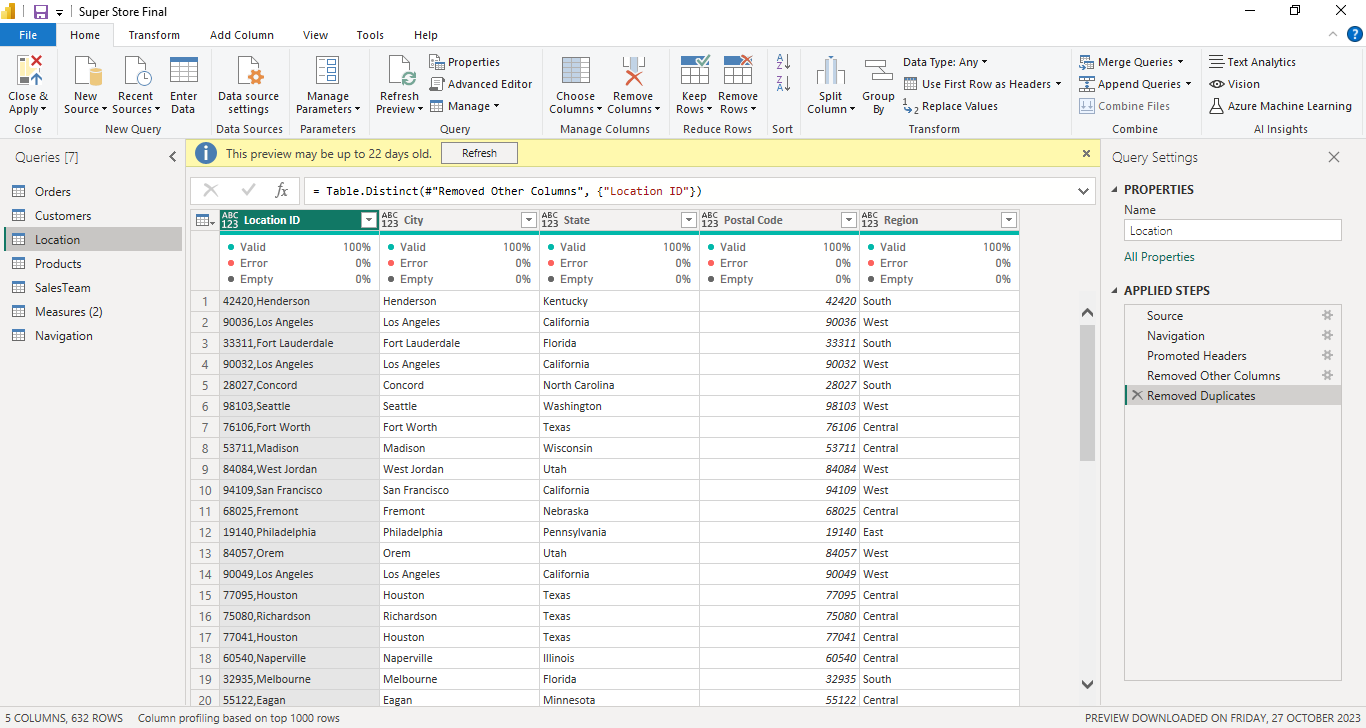 Super Store Final
File Home Transform Add Column View Tools Help
Close & Apply
Close
New Source
Recent Sources
Enter Data
New Query
Data source settings
Data Sources
Manage Parameters
Parameters
Refresh Preview
Properties
Advanced Editor
Manage
Query
Choose Columns
Remove Columns
Manage Columns
Keep Rows
Remove Rows
Reduce Rows
A Z
Z A
Sort
Split Column
Group By
Data Type: Any
Use First Row as Headers
1 2 Replace Values
Transform
Merge Queries
Append Queries
Combine Files
Combine
Text Analytics
Vision
Azure Machine Learning
AI Insights
?
Queries [7]
Orders
Customers
Location
Products
SalesTeam
Measures (2)
Navigation
i This preview may be up to 22 days old. Refresh
fx = Table.Distinct(#"Removed Other Columns", {"Location ID"})
ABC 123 Location ID ABC 123 City ABC 123 State ABC 123 Postal Code ABC 123 Region
Valid 100% Valid 100% Valid 100% Valid 100% Valid 100%
Error 0% Error 0% Error 0% Error 0% Error 0%
Empty 0% Empty 0% Empty 0% Empty 0% Empty 0%
1 42420,Henderson Henderson Kentucky 42420 South
2 90036,Los Angeles Los Angeles California 90036 West
3 33311,Fort Lauderdale Fort Lauderdale Florida 33311 South
4 90032,Los Angeles Los Angeles California 90032 West
5 28027,Concord Concord North Carolina 28027 South
6 98103,Seattle Seattle Washington 98103 West
7 76106,Fort Worth Fort Worth Texas 76106 Central
8 53711,Madison Madison Wisconsin 53711 Central
9 84084,West Jordan West Jordan Utah 84084 West
10 94109,San Francisco San Francisco California 94109 West
11 68025,Fremont Fremont Nebraska 68025 Central
12 19140,Philadelphia Philadelphia Pennsylvania 19140 East
13 84057,Orem Orem Utah 84057 West
14 90049,Los Angeles Los Angeles California 90049 West
15 77095,Houston Houston Texas 77095 Central
16 75080,Richardson Richardson Texas 75080 Central
17 77041,Houston Houston Texas 77041 Central
18 60540,Naperville Naperville Illinois 60540 Central
19 32935,Melbourne Melbourne Florida 32935 South
20 55122,Eagan Eagan Minnesota 55122 Central
Query Settings
PROPERTIES
Name
Location
All Properties
APPLIED STEPS
Source
Navigation
Promoted Headers
Removed Other Columns
Removed Duplicates
5 COLUMNS, 632 ROWS Column profiling based on top 1000 rows PREVIEW DOWNLOADED ON FRIDAY, 27 OCTOBER 2023